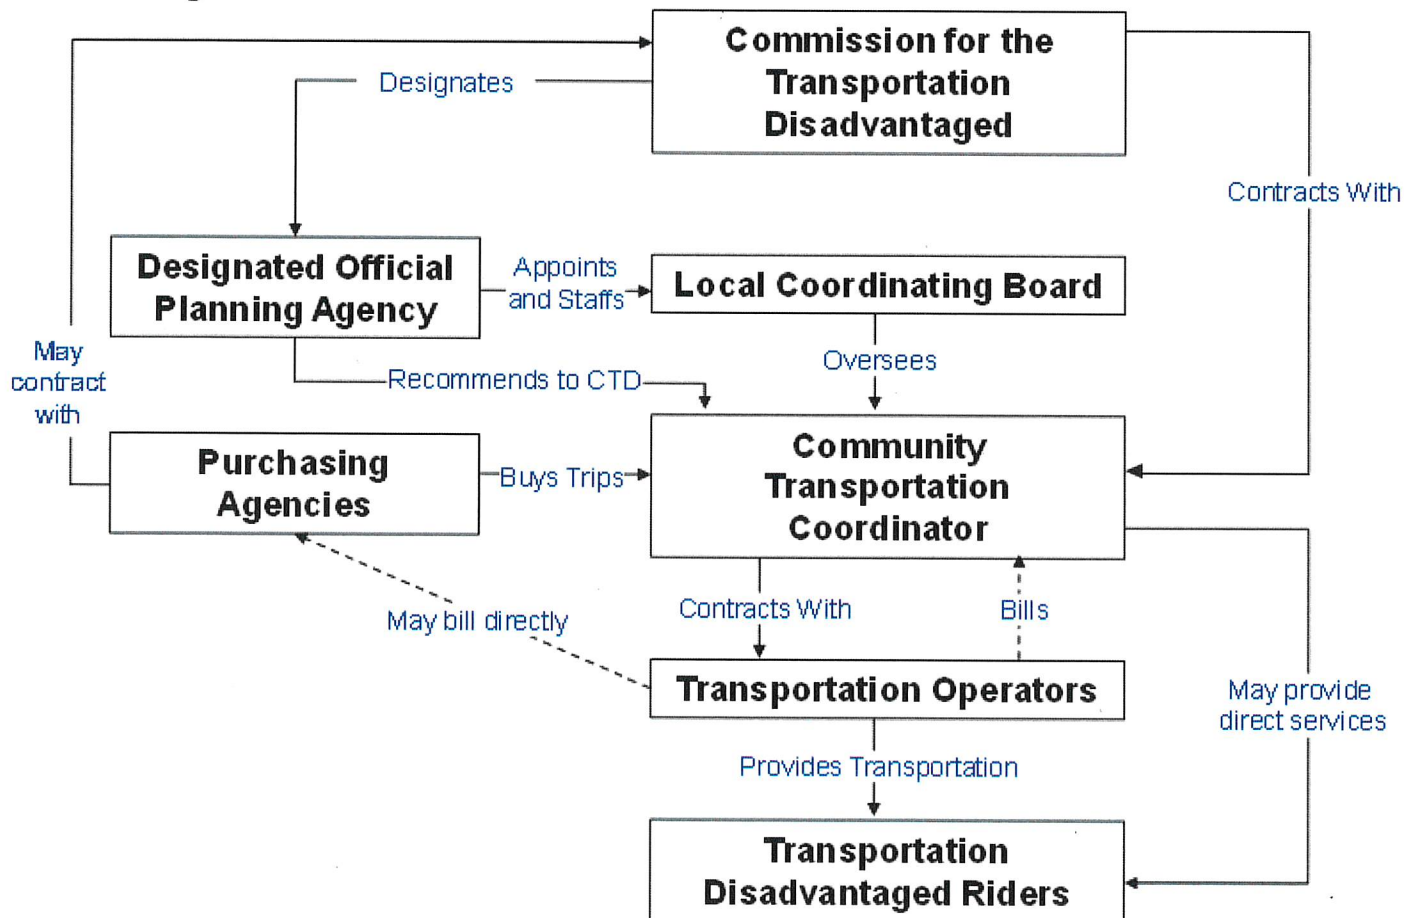 Commission for the
Transportation
Disadvantaged
Designates
Contracts With
Designated Official
Planning Agency
Appoints
and Staffs
Local Coordinating Board
May
contract
with
Oversees
Recommends to CTD
Purchasing
Agencies
Buys Trips
Community
Transportation
Coordinator
May bill directly
Contracts With
Bills
Transportation Operators
May provide
direct services
Provides Transportation
Transportation
Disadvantaged Riders